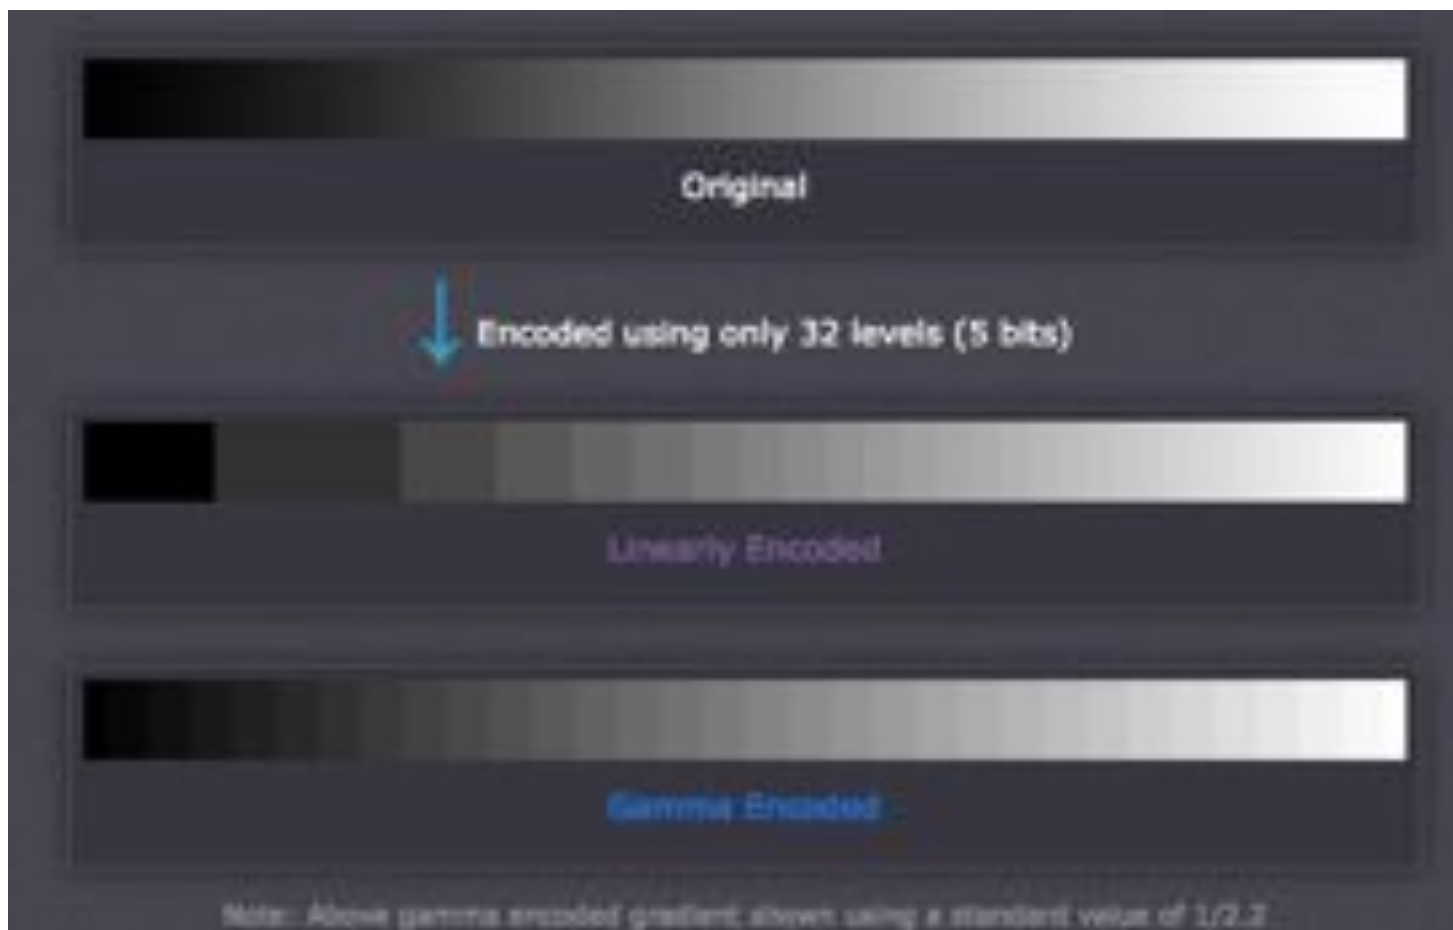 Original
Encoded using only 32 levels (5 bits)
Linearly Encoded
Gamma Encoded
Note: Above gamma encoded gradient shown using a standard value of 1/2.2